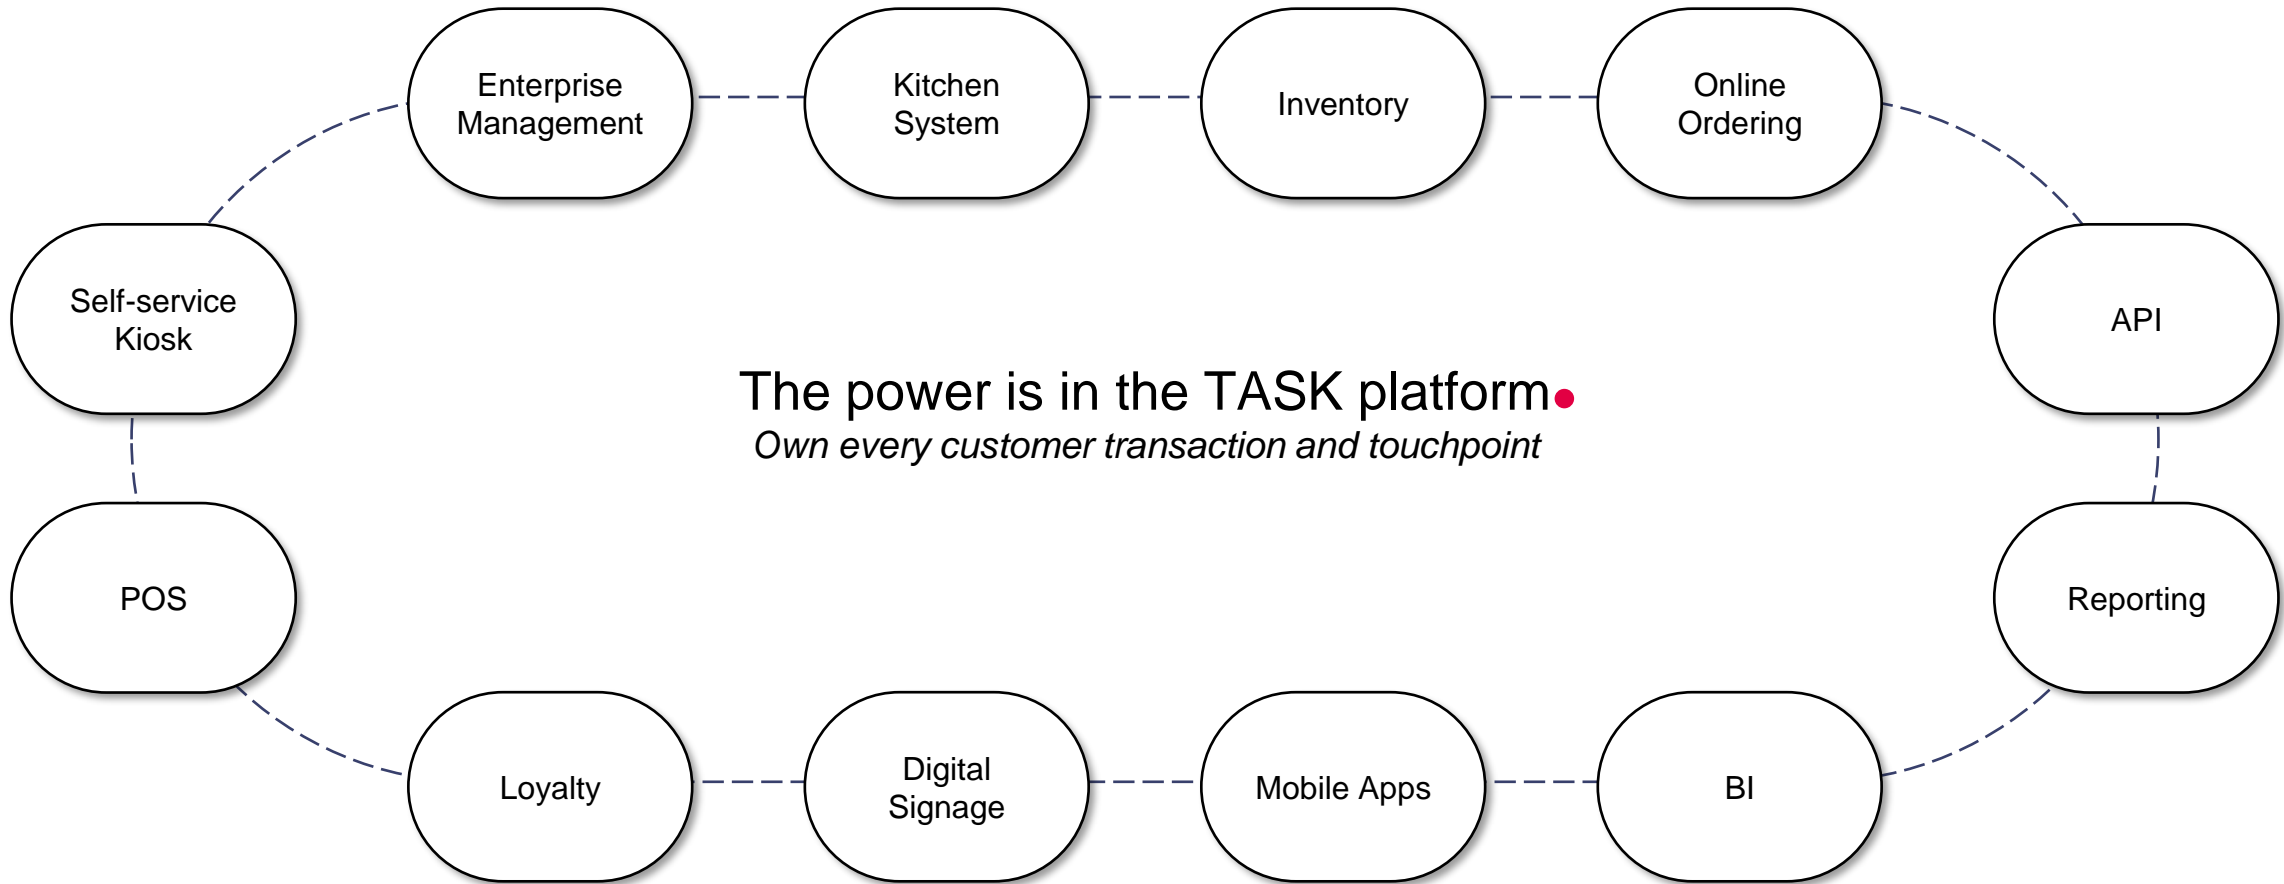 Enterprise
Management
Kitchen
System
Inventory
Online
Ordering
Self-service
Kiosk
API
The power is in the TASK platform.
Own every customer transaction and touchpoint
POS
Reporting
Loyalty
Digital
Signage
Mobile Apps
BI